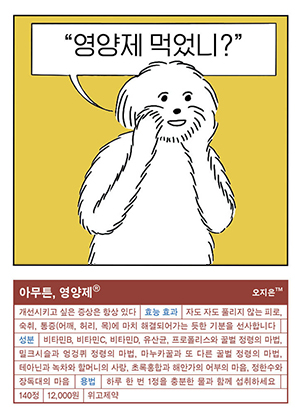 “영양제 먹었니?”
아무튼, 영양제® 오지은™
개선시키고 싶은 증상은 항상 있다 효능 효과 자도 자도 풀리지 않는 피로,
숙취, 통증(어깨, 허리, 목)에 마치 해결되어가는 듯한 기분을 선사합니다
성분 비타민B, 비타민C, 비타민D, 유산균, 프로폴리스와 꿀벌 정령의 마법,
밀크시슬과 엉겅퀴 정령의 마법, 마누카꿀과 또 다른 꿀벌 정령의 마법,
테아닌과 녹차와 할머니의 사랑, 초록홍합과 해안가의 어부의 마음, 정한수와
장독대의 마음 용법 하루 한 번 1정을 충분한 물과 함께 섭취하세요
140정 12,000원 위고제약